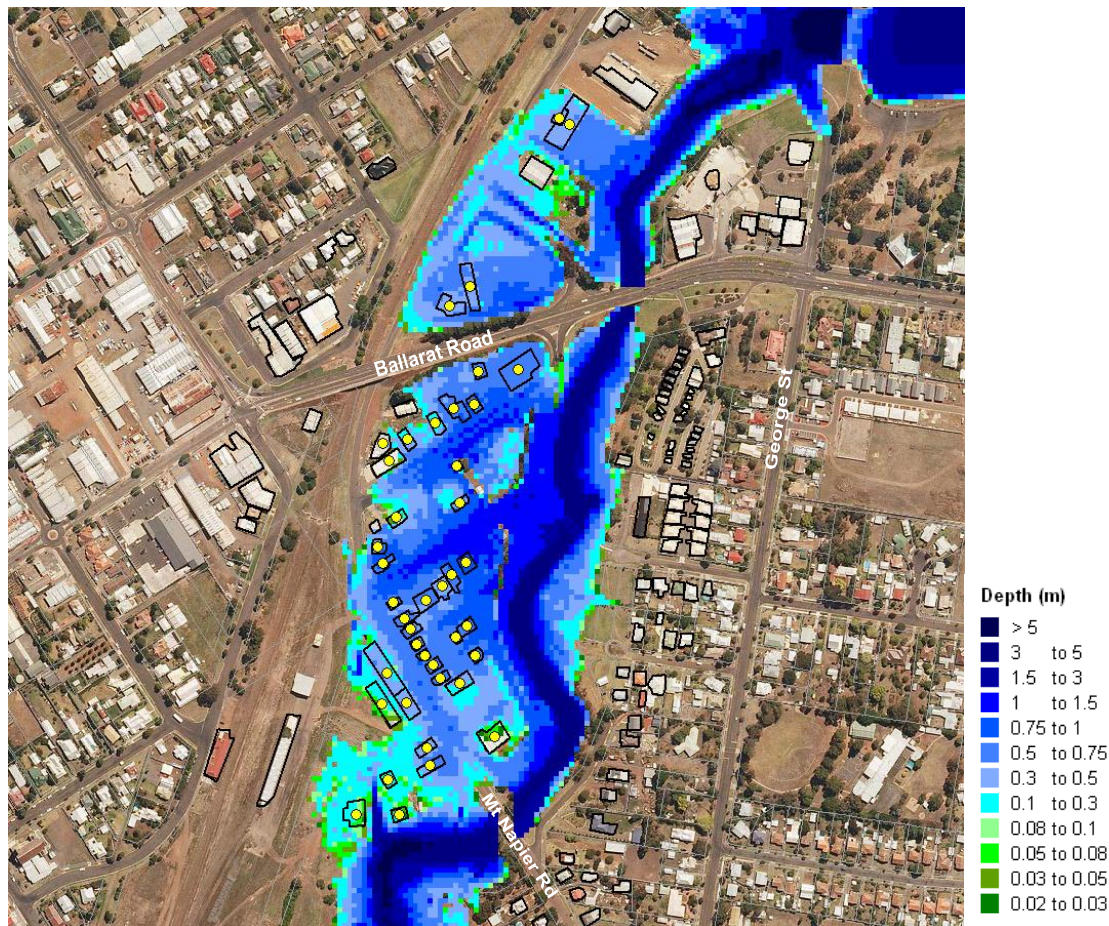 Ballarat Road
George St
Mt Napier Rd
Depth (m)
> 5
3 to 5
1.5 to 3
1 to 1.5
0.75 to 1
0.5 to 0.75
0.3 to 0.5
0.1 to 0.3
0.08 to 0.1
0.05 to 0.08
0.03 to 0.05
0.02 to 0.03